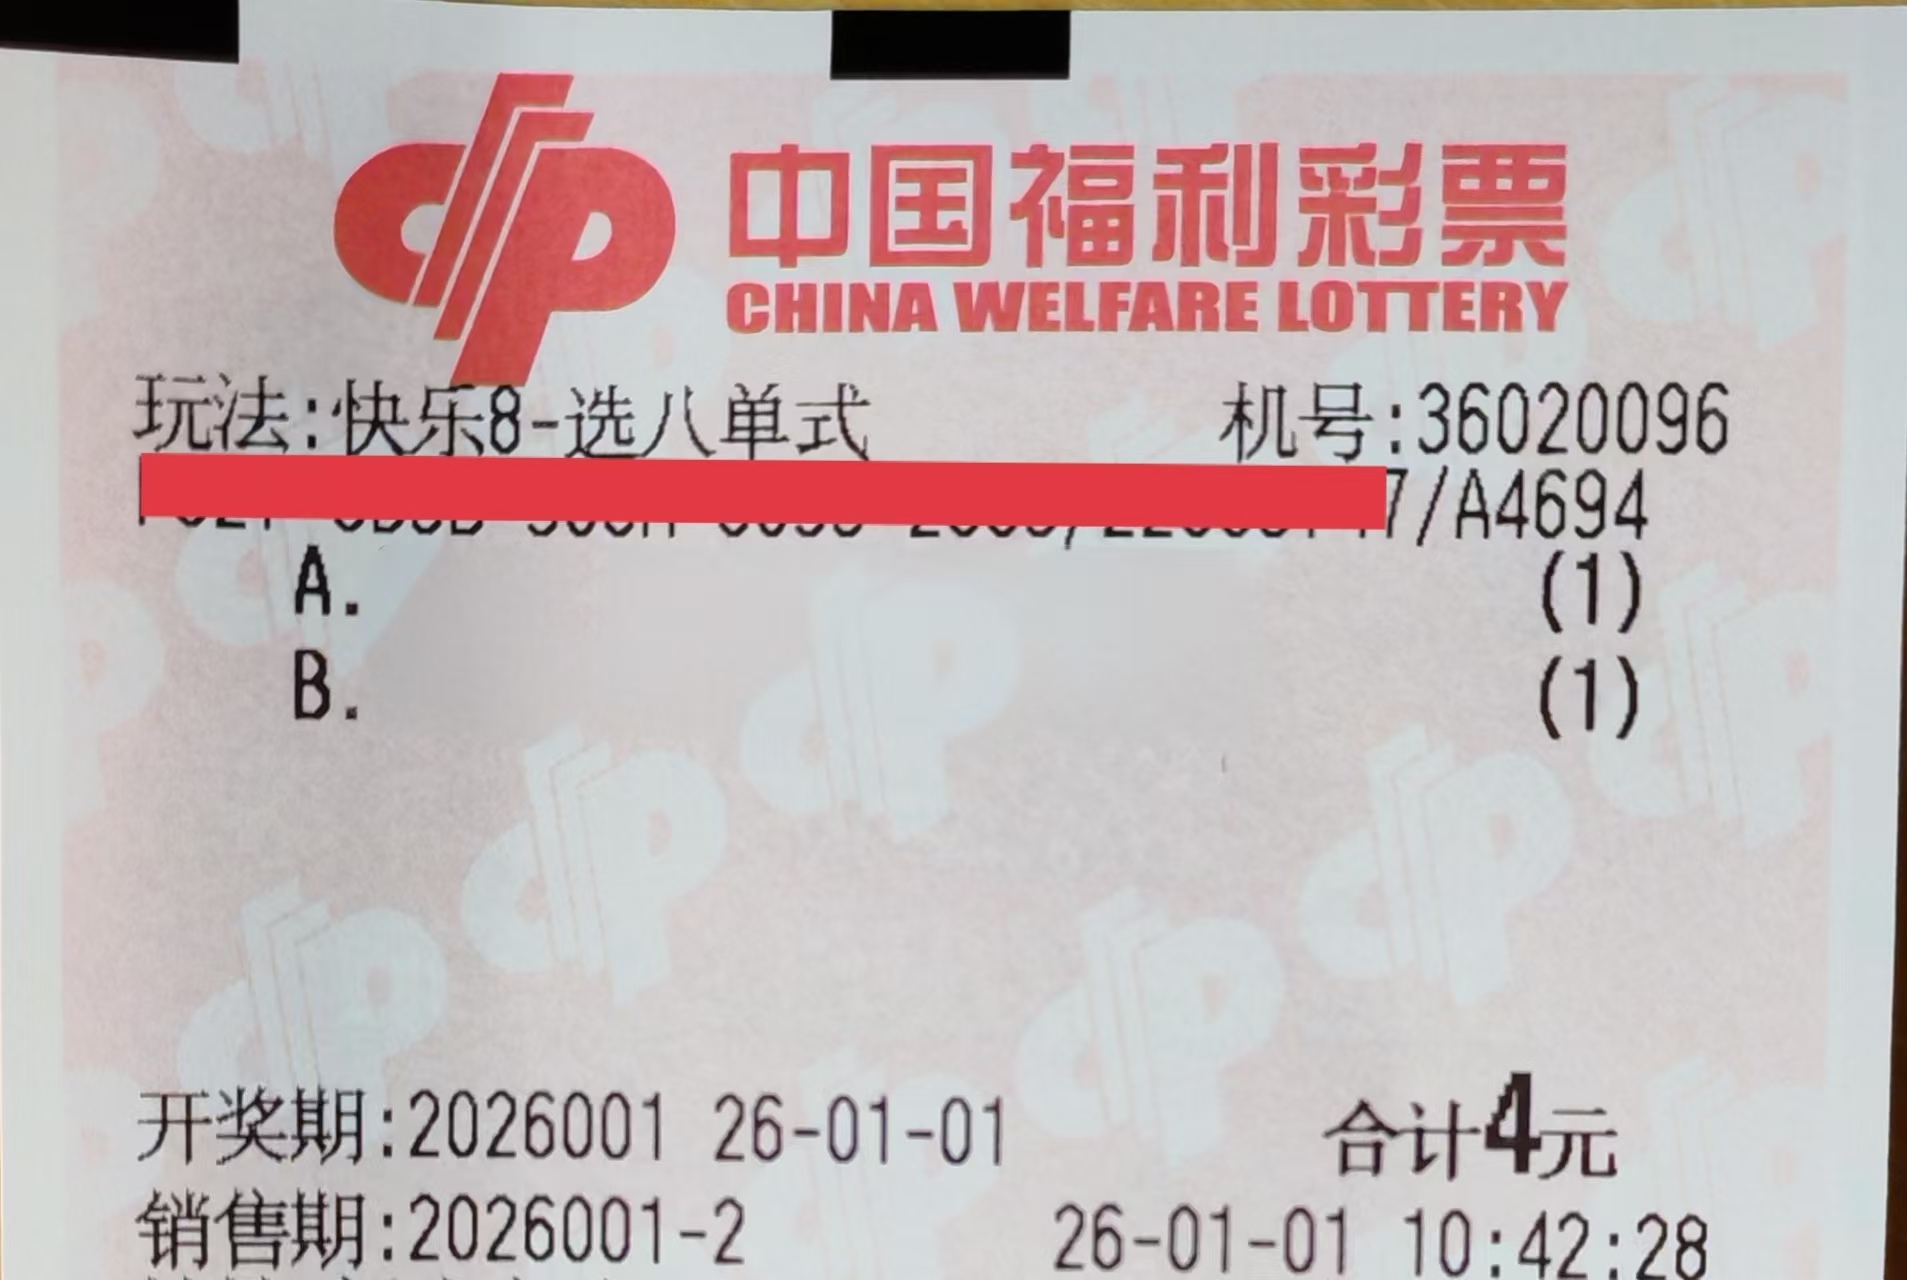 中国福利彩票
CHINA WELFARE LOTTERY
玩法:快乐8-选八单式 机号:36020096
7/A4694
A. (1)
B. (1)
开奖期:2026001 26-01-01 合计4元
销售期:2026001-2 26-01-01 10:42:28